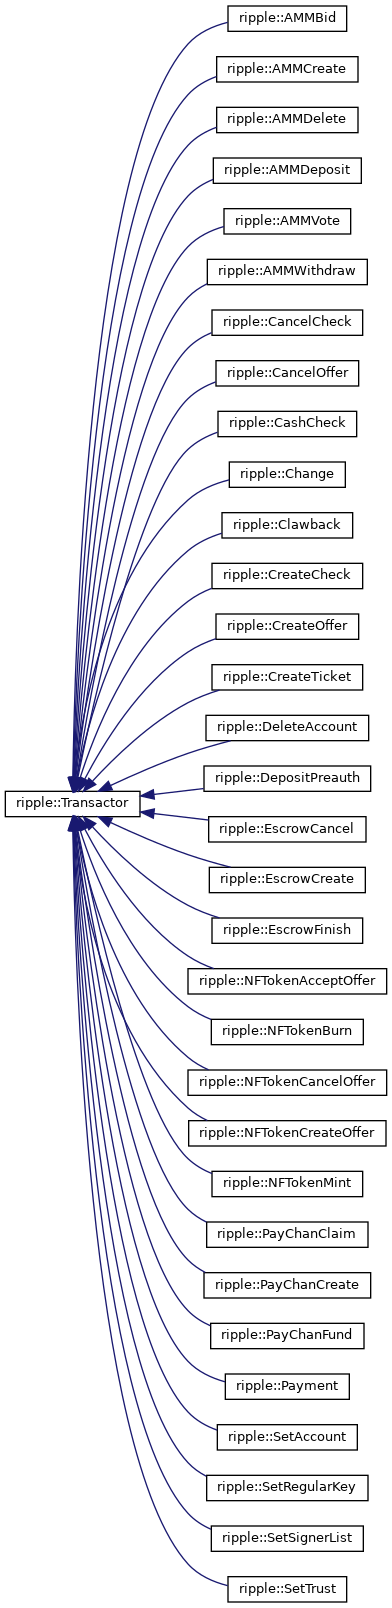 ripple::AMMBid
ripple::AMMCreate
ripple::AMMDelete
ripple::AMMDeposit
ripple::AMMVote
ripple::AMMWithdraw
ripple::CancelCheck
ripple::CancelOffer
ripple::CashCheck
ripple::Change
ripple::Clawback
ripple::CreateCheck
ripple::CreateOffer
ripple::CreateTicket
ripple::DeleteAccount
ripple::DepositPreauth
ripple::Transactor
ripple::EscrowCancel
ripple::EscrowCreate
ripple::EscrowFinish
ripple::NFTokenAcceptOffer
ripple::NFTokenBurn
ripple::NFTokenCancelOffer
ripple::NFTokenCreateOffer
ripple::NFTokenMint
ripple::PayChanClaim
ripple::PayChanCreate
ripple::PayChanFund
ripple::Payment
ripple::SetAccount
ripple::SetRegularKey
ripple::SetSignerList
ripple::SetTrust